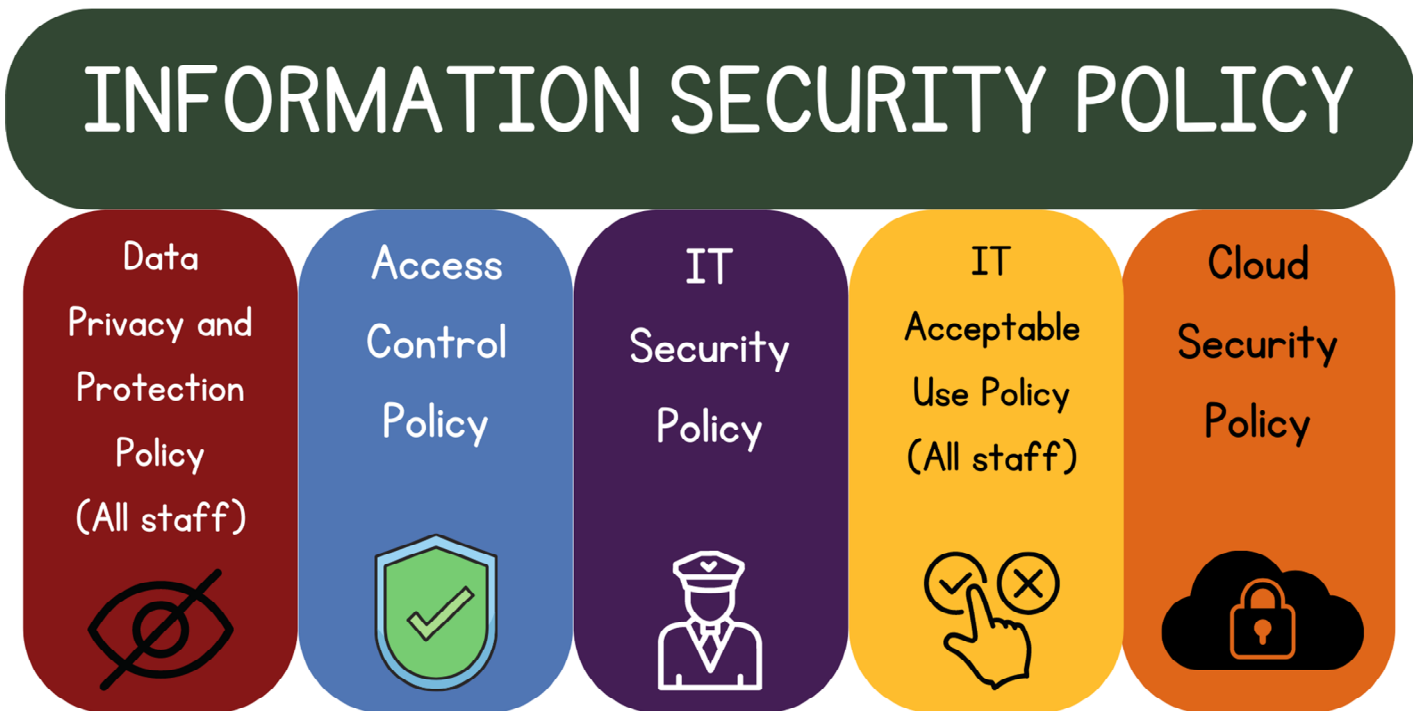 INFORMATION SECURITY POLICY
Data
Privacy and
Protection
Policy
(All staff)
Access
Control
Policy
IT
Security
Policy
IT
Acceptable
Use Policy
(All staff)
Cloud
Security
Policy